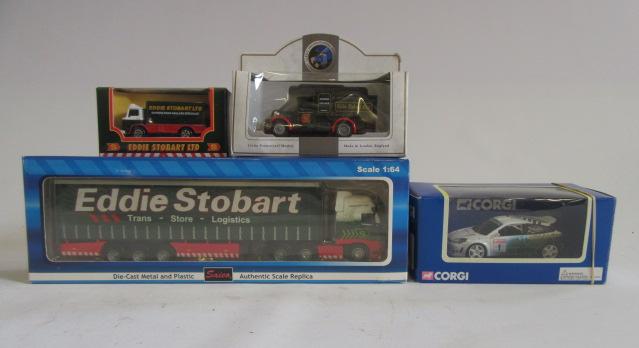 EDDIE STOBART LTD
EDDIE STOBART LTD
Made in London, England
Scale 1:64
Eddie Stobart
Trans - Store - Logistics
Die-Cast Metal and Plastic
Saico
Authentic Scale Replica
CORGI
CORGI